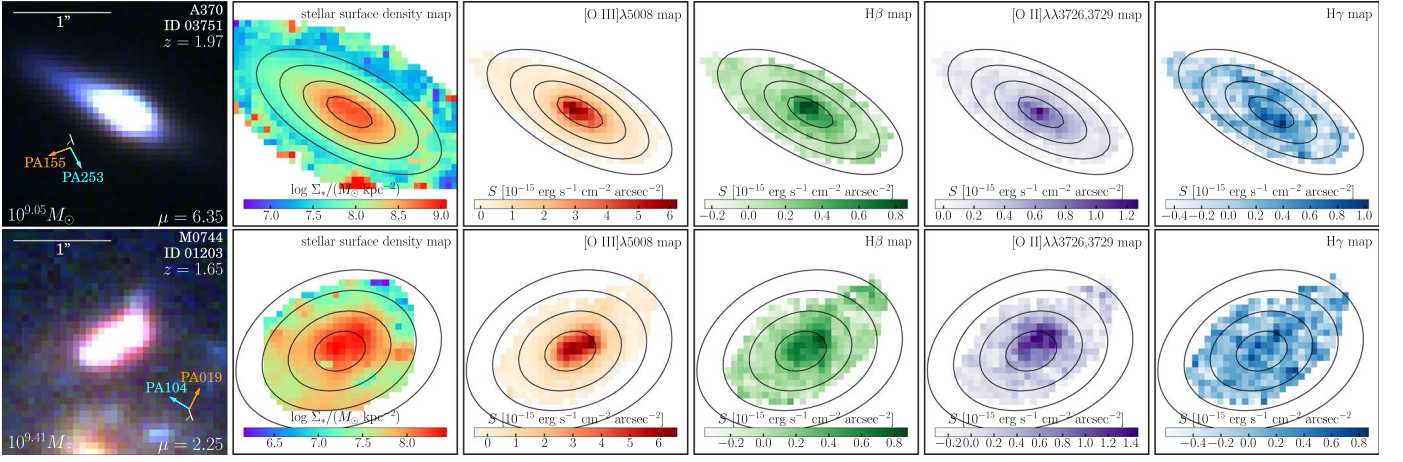 A370
1"
ID 03751
z = 1.97
λ
PA155
PA253
10^9.05 M⊙
μ = 6.35
stellar surface density map
log Σ*/(M⊙ kpc−2)
7.0 7.5 8.0 8.5 9.0
[O III]λ5008 map
S [10−15 erg s−1 cm−2 arcsec−2]
0 1 2 3 4 5 6
Hβ map
S [10−15 erg s−1 cm−2 arcsec−2]
−0.2 0.0 0.2 0.4 0.6 0.8
[O II]λλ3726,3729 map
S [10−15 erg s−1 cm−2 arcsec−2]
0.0 0.2 0.4 0.6 0.8 1.0 1.2
Hγ map
S [10−15 erg s−1 cm−2 arcsec−2]
−0.4−0.2 0.0 0.2 0.4 0.6 0.8 1.0
M0744
1"
ID 01203
z = 1.65
PA019
PA104
λ
10^9.41 M⊙
μ = 2.25
stellar surface density map
log Σ*/(M⊙ kpc−2)
6.5 7.0 7.5 8.0
[O III]λ5008 map
S [10−15 erg s−1 cm−2 arcsec−2]
0 1 2 3 4 5 6
Hβ map
S [10−15 erg s−1 cm−2 arcsec−2]
−0.2 0.0 0.2 0.4 0.6 0.8
[O II]λλ3726,3729 map
S [10−15 erg s−1 cm−2 arcsec−2]
−0.20.0 0.2 0.4 0.6 0.8 1.0 1.2 1.4
Hγ map
S [10−15 erg s−1 cm−2 arcsec−2]
−0.4−0.2 0.0 0.2 0.4 0.6 0.8